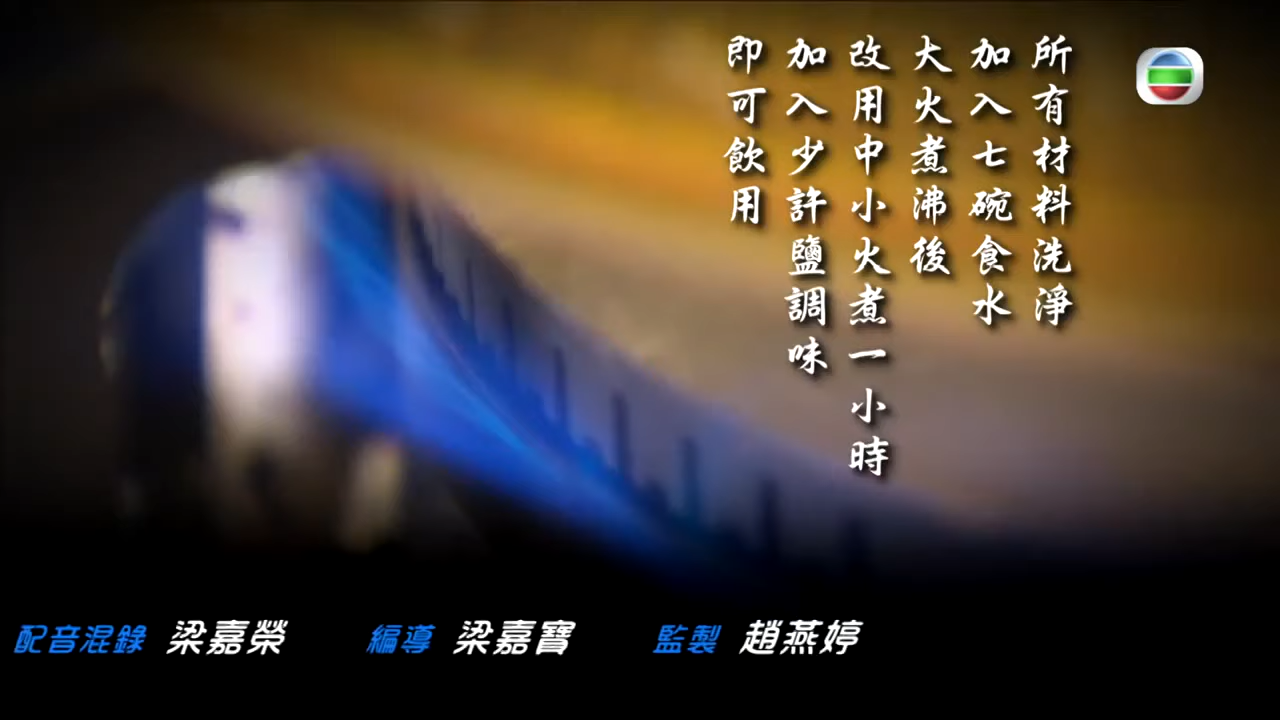 所有材料洗淨
加入七碗食水
大火煮沸後
改用中小火煮一小時
加入少許鹽調味
即可飲用
配音混錄 梁嘉榮 編導 梁嘉寶 監製 趙燕婷